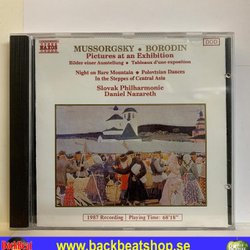 NAXOS
DDD
MUSSORGSKY • BORODIN
Pictures at an Exhibition
Bilder einer Ausstellung • Tableaux d'une exposition
Night on Bare Mountain • Polovtsian Dances
In the Steppes of Central Asia
Slovak Philharmonic
Daniel Nazareth
1987 Recording | Playing Time: 68'18"
www.backbeatshop.se